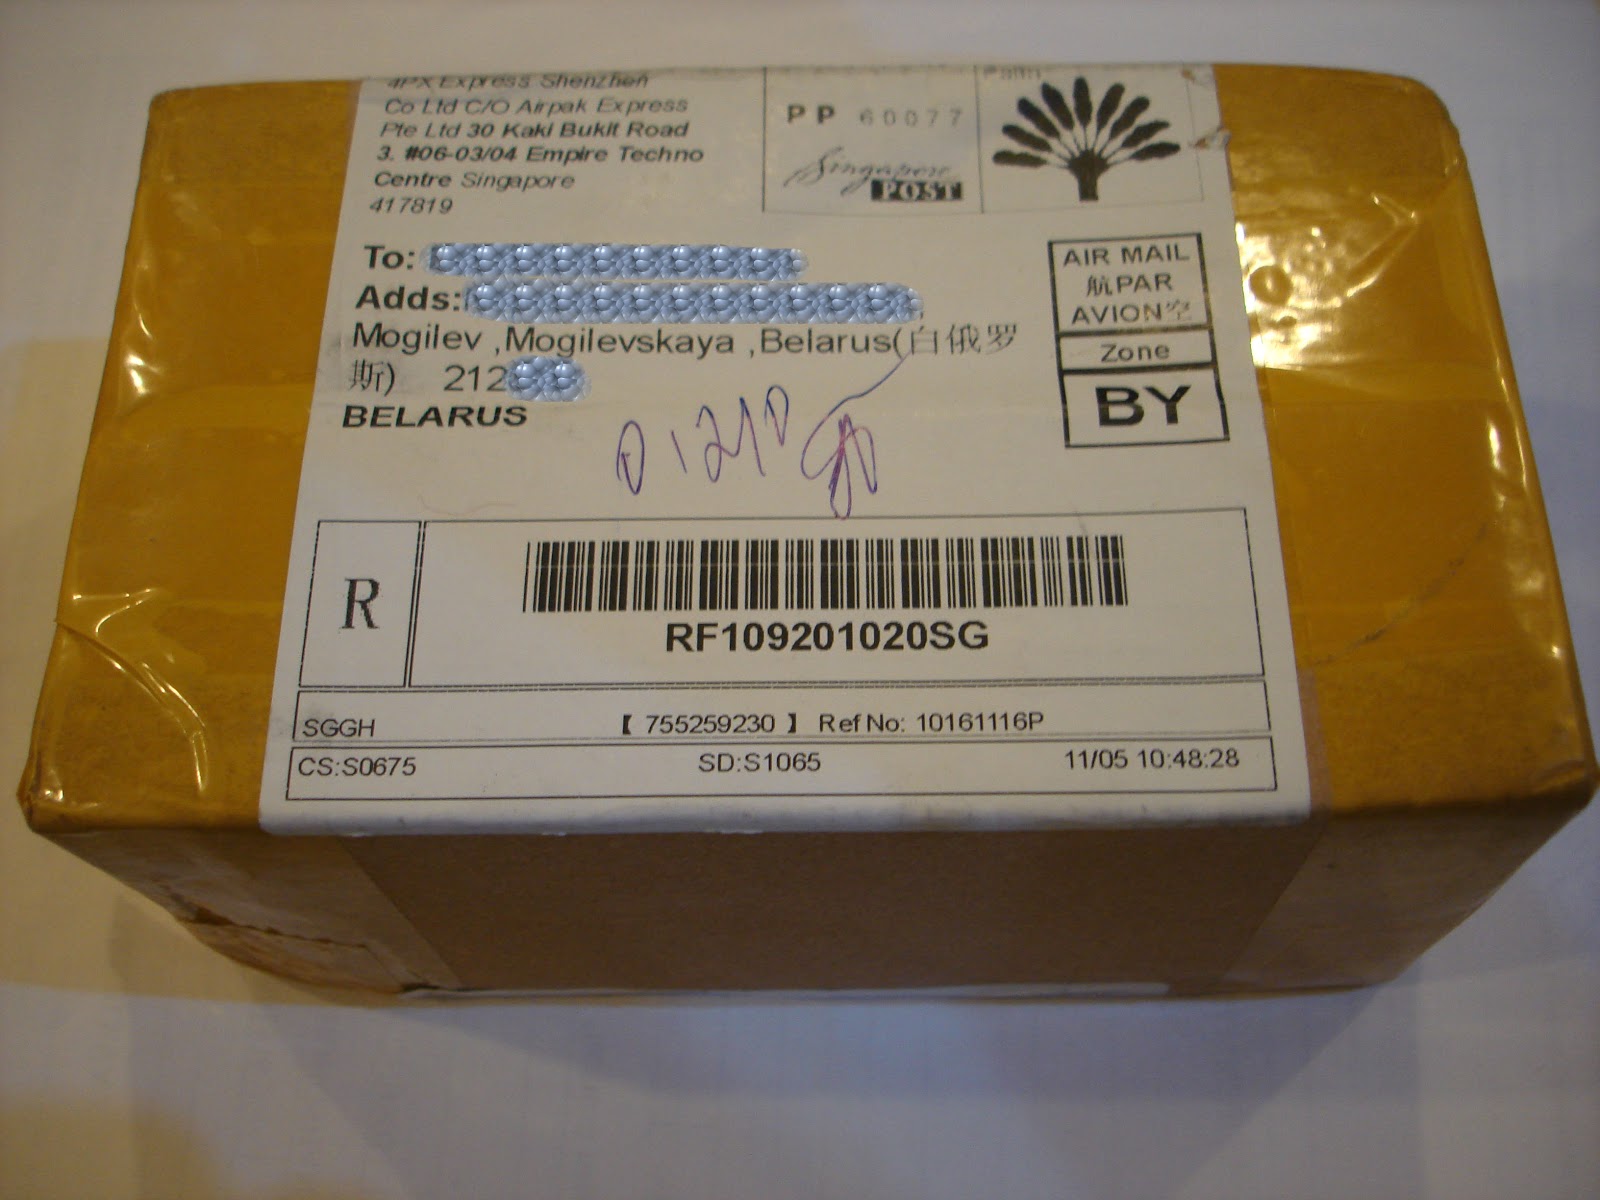 4PX Express Shenzhen
Co Ltd C/O Airpak Express
Pte Ltd 30 Kaki Bukit Road
3. #06-03/04 Empire Techno
Centre Singapore
417819
PP 60077
Singapore
POST
To:
Adds:
Mogilev ,Mogilevskaya ,Belarus(白俄罗
斯) 212
BELARUS
AIR MAIL
航PAR
AVION空
Zone
BY
R
RF109201020SG
SGGH 【 755259230 】 Ref No: 10161116P
CS:S0675 SD:S1065 11/05 10:48:28